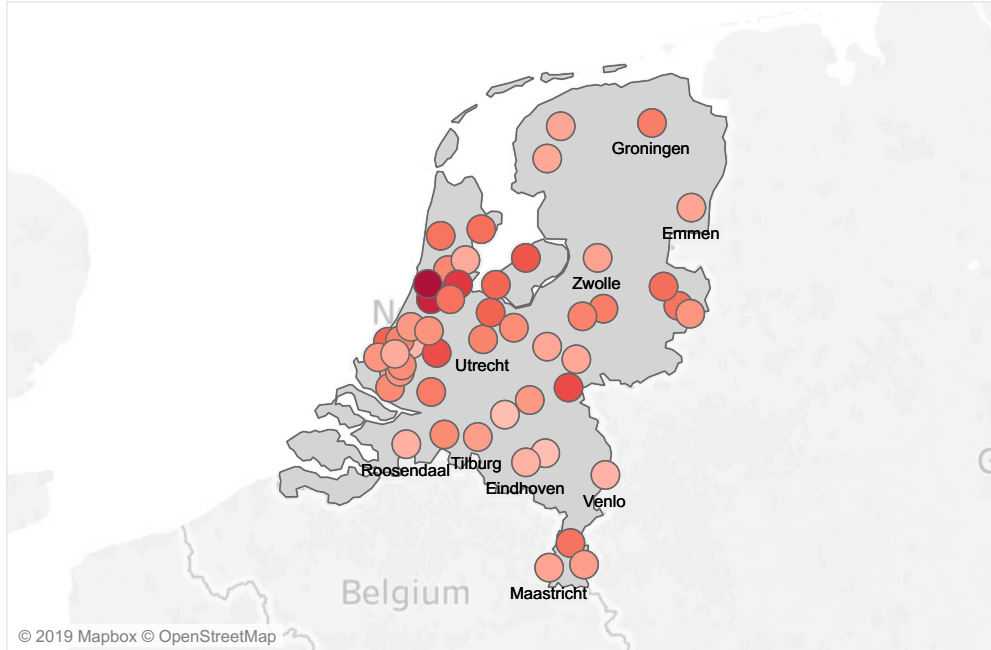 Groningen
Emmen
Zwolle
N
Utrecht
Roosendaal
Tilburg
Eindhoven
Venlo
G
Belgium
Maastricht
© 2019 Mapbox © OpenStreetMap